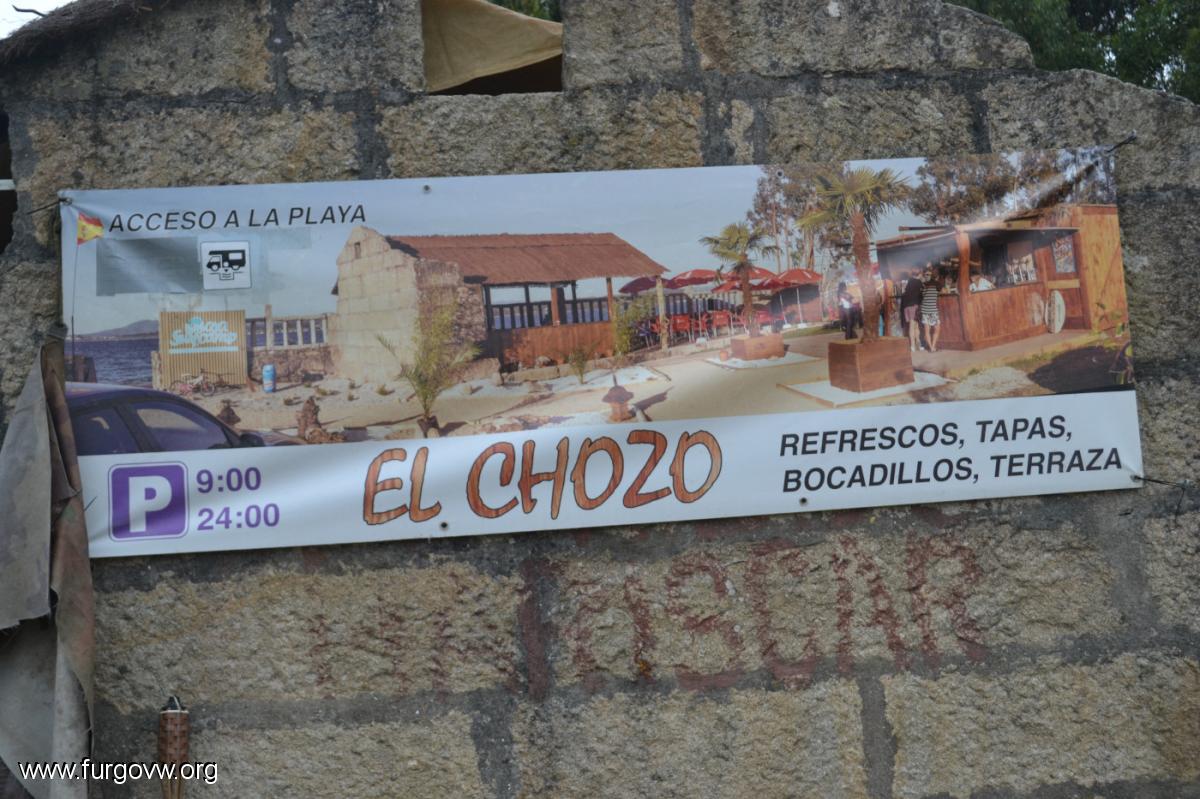 ACCESO A LA PLAYA
P
9:00
24:00
EL CHOZO
REFRESCOS, TAPAS,
BOCADILLOS, TERRAZA
www.furgovw.org